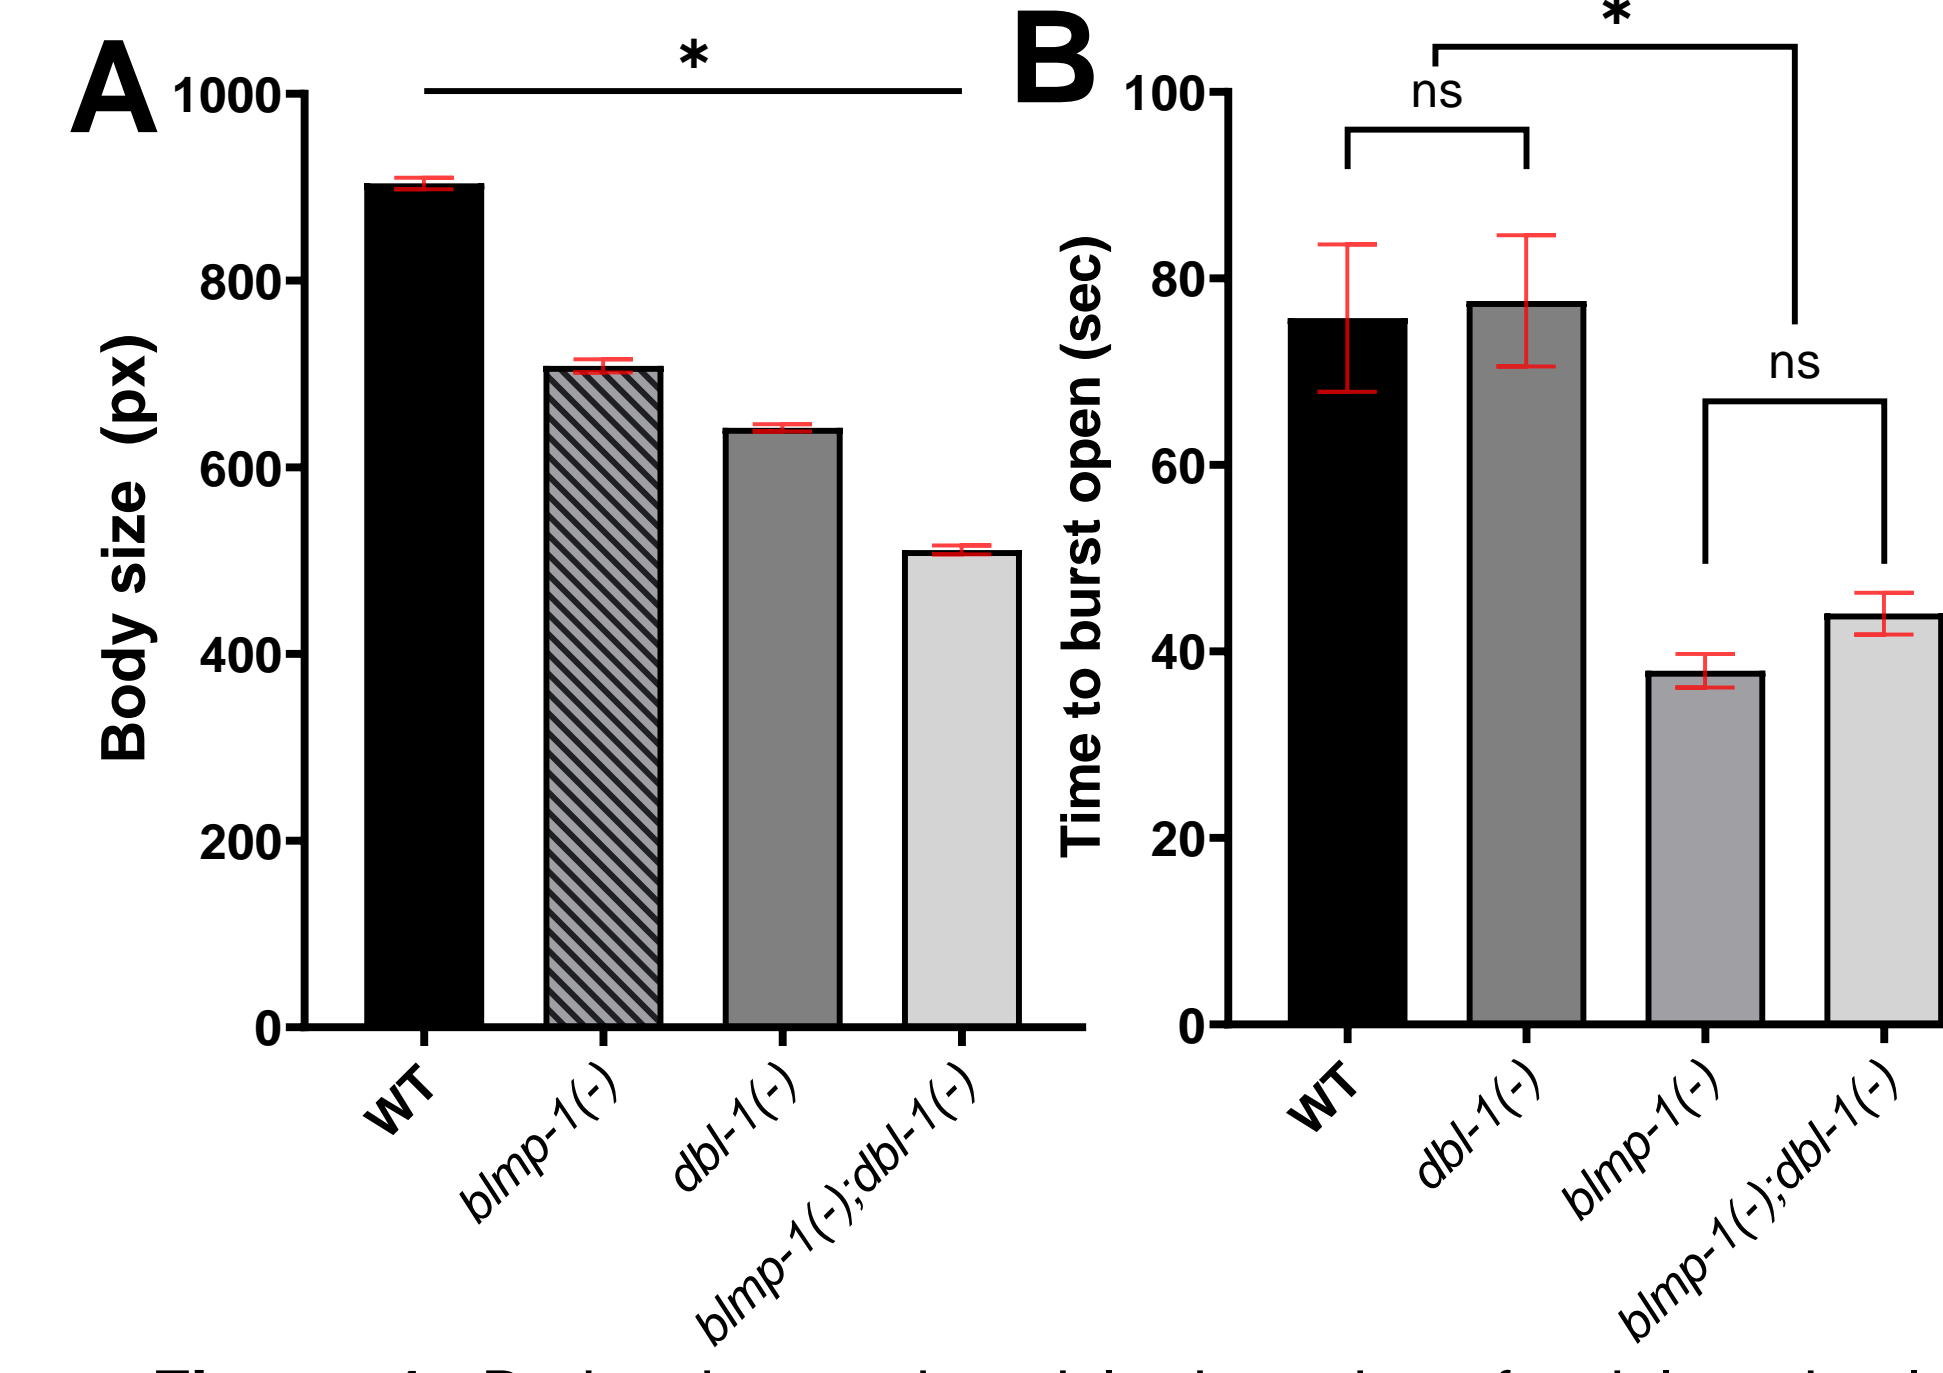 A
*
1000
800
600
400
200
0
Body size (px)
WT
blmp-1(-)
dbl-1(-)
blmp-1(-);dbl-1(-)
B
*
ns
ns
100
80
60
40
20
0
Time to burst open (sec)
WT
dbl-1(-)
blmp-1(-)
blmp-1(-);dbl-1(-)